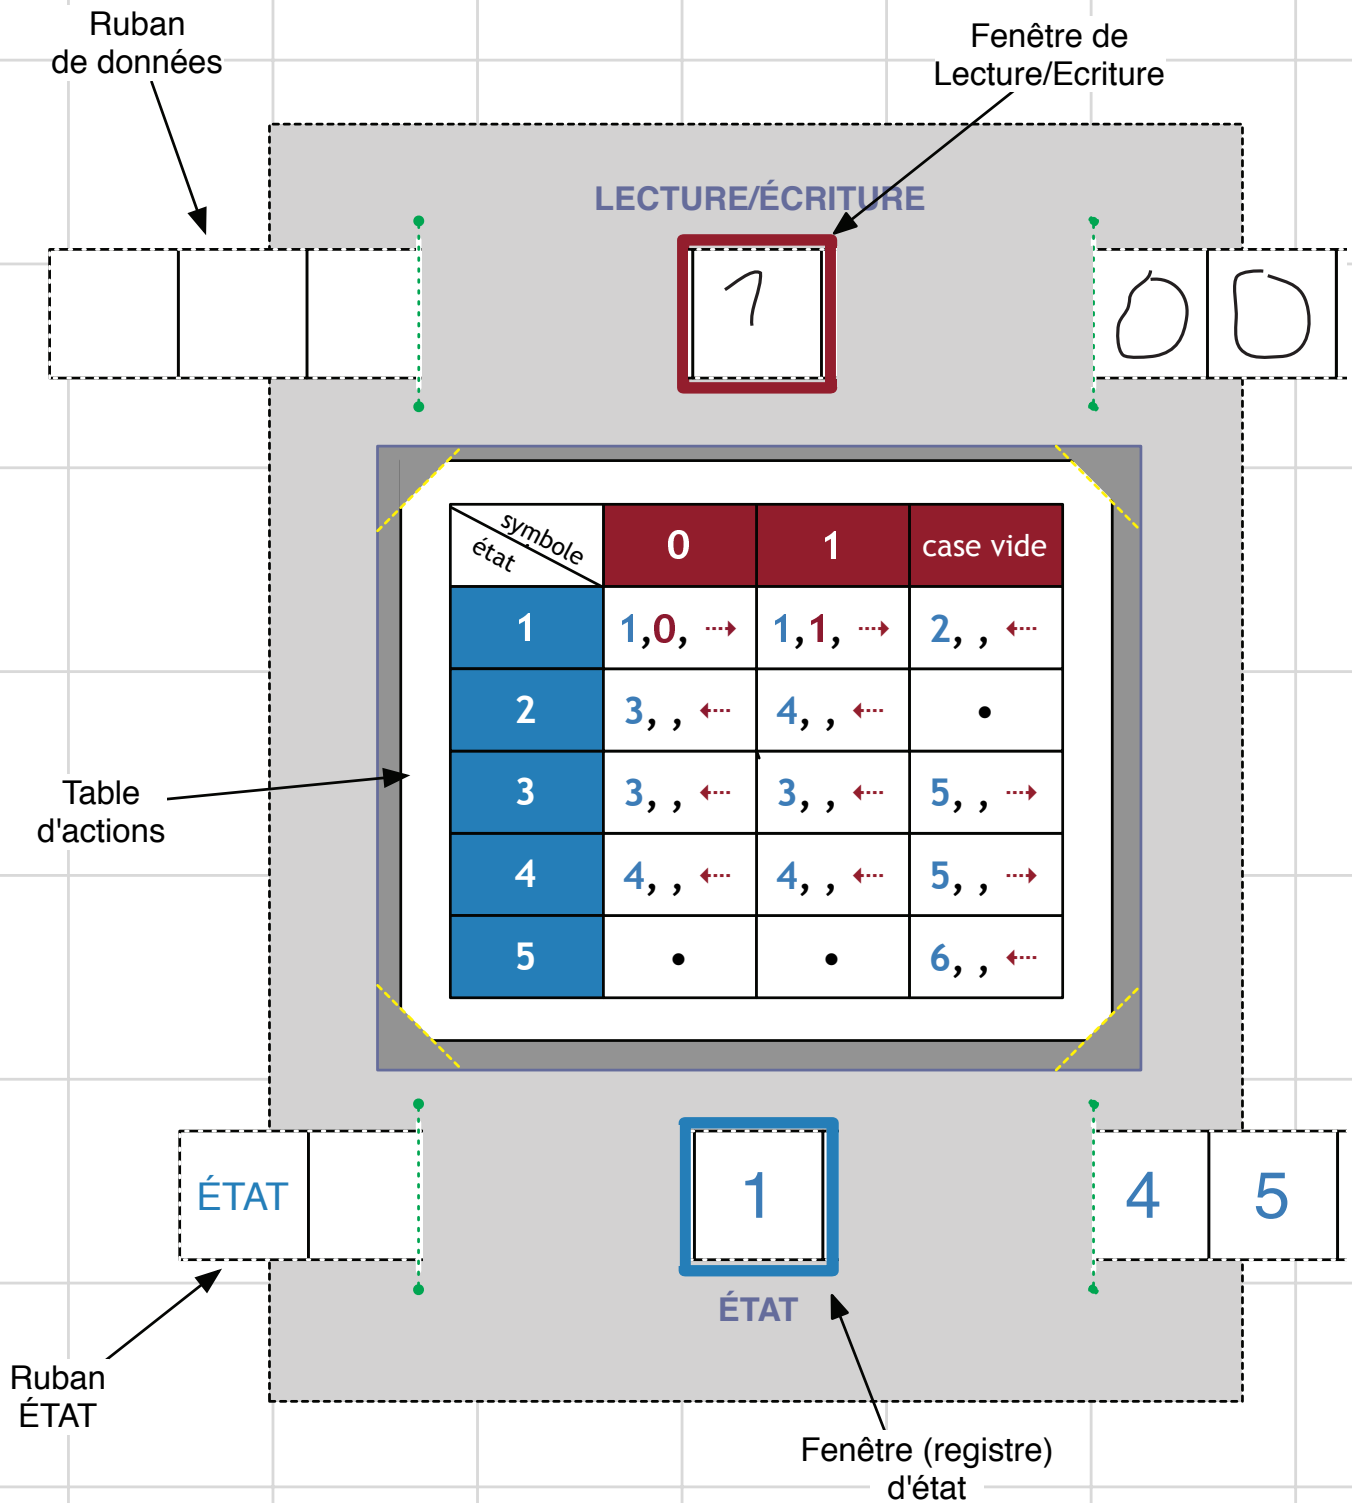 Ruban
de données
Fenêtre de
Lecture/Ecriture
LECTURE/ÉCRITURE
1 0 0
symbole
état
0 1 case vide
1 1,0, ⇢ 1,1, ⇢ 2, , ⇠
2 3, , ⇠ 4, , ⇠ •
3 3, , ⇠ 3, , ⇠ 5, , ⇢
4 4, , ⇠ 4, , ⇠ 5, , ⇢
5 • • 6, , ⇠
Table
d'actions
ÉTAT 1 4 5
ÉTAT
Ruban
ÉTAT
Fenêtre (registre)
d'état